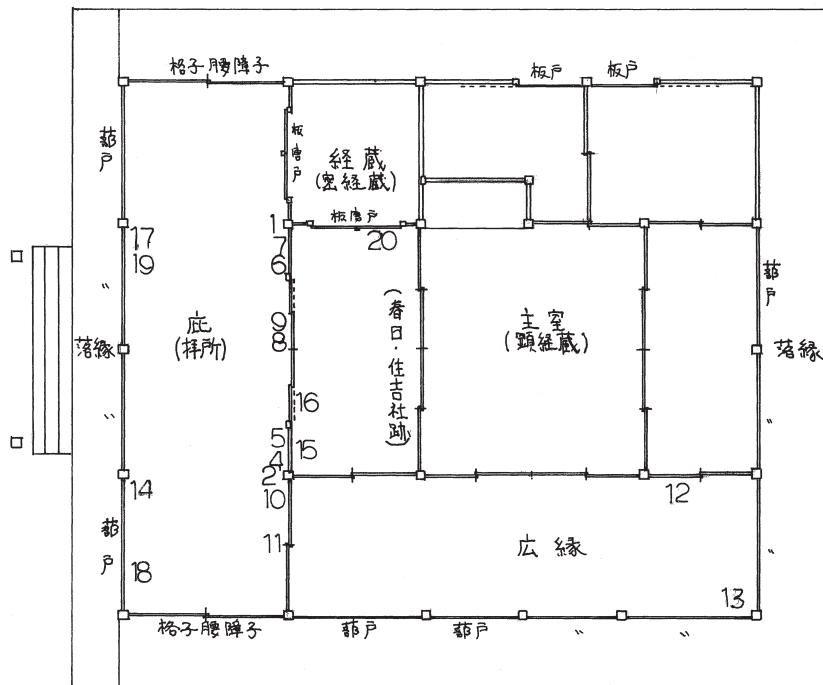 格子腰障子
板戸
板戸
蔀戸
板唐戸
経蔵
(密経蔵)
板唐戸
1
17
19
7
6
20
蔀戸
〃
庇
(拝所)
9
8
(春日・住吉社跡)
主室
(顕経蔵)
落縁
落縁
〃
16
5
15
4
2
〃
14
10
12
蔀戸
11
広縁
〃
18
13
格子腰障子
蔀戸
蔀戸
〃
〃